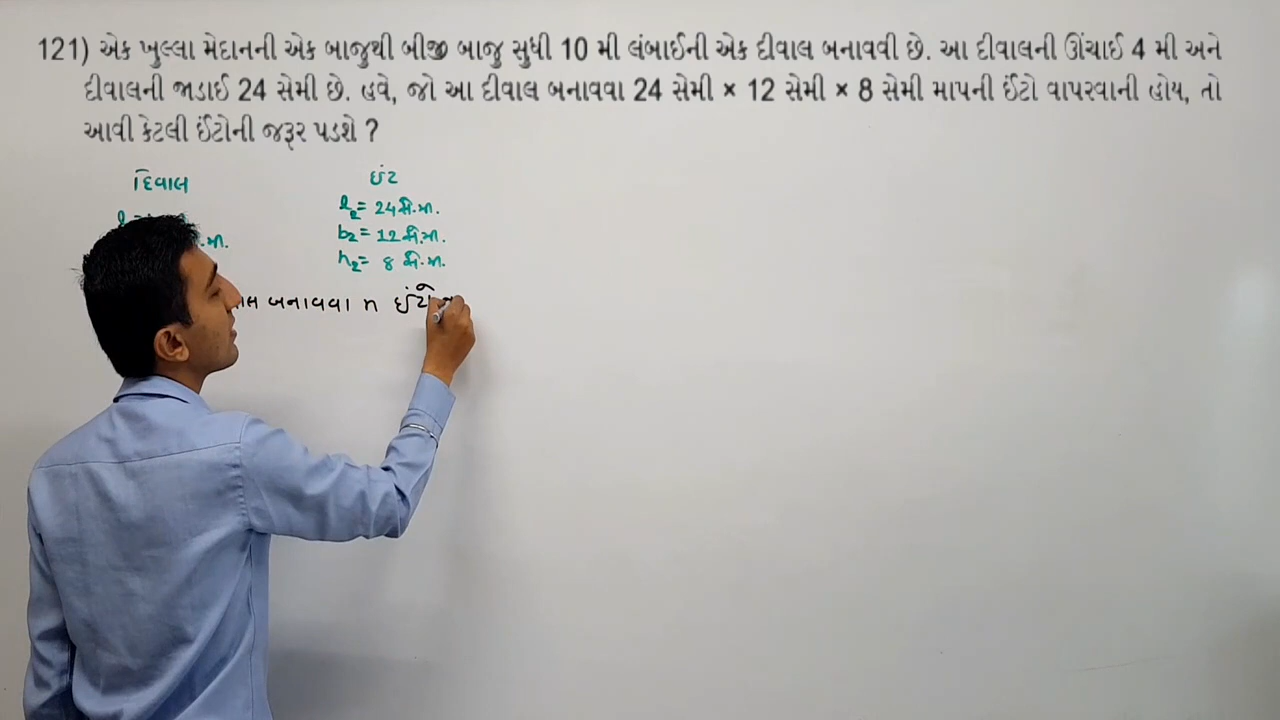 121) એક ખુલ્લા મેદાનની એક બાજુથી બીજી બાજુ સુધી 10 મી લંબાઈની એક દીવાલ બનાવવી છે. આ દીવાલની ઊંચાઈ 4 મી અને
દીવાલની જાડાઈ 24 સેમી છે. હવે, જો આ દીવાલ બનાવવા 24 સેમી × 12 સેમી × 8 સેમી માપની ઈંટો વાપરવાની હોય, તો
આવી કેટલી ઈંટોની જરૂર પડશે ?
દિવાલ
ઈંટ
l₂ = 24 સે.મી.
b₂ = 12 સે.મી.
h₂ = 8 સે.મી.
બનાવવા n ઈંટો